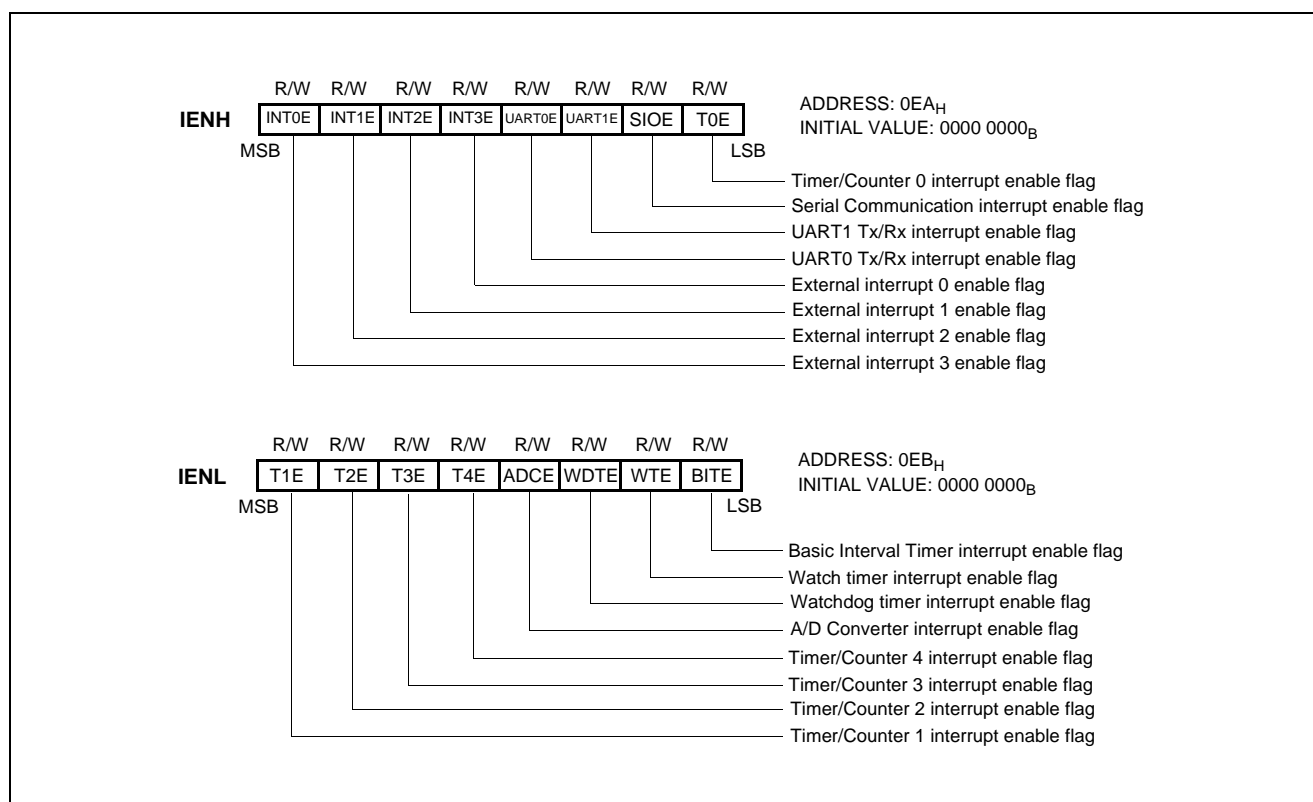 R/W R/W R/W R/W R/W R/W R/W R/W
IENH INT0E INT1E INT2E INT3E UART0E UART1E SIOE T0E
ADDRESS: 0EAH
INITIAL VALUE: 0000 0000B
MSB LSB
Timer/Counter 0 interrupt enable flag
Serial Communication interrupt enable flag
UART1 Tx/Rx interrupt enable flag
UART0 Tx/Rx interrupt enable flag
External interrupt 0 enable flag
External interrupt 1 enable flag
External interrupt 2 enable flag
External interrupt 3 enable flag
R/W R/W R/W R/W R/W R/W R/W R/W
IENL T1E T2E T3E T4E ADCE WDTE WTE BITE
ADDRESS: 0EBH
INITIAL VALUE: 0000 0000B
MSB LSB
Basic Interval Timer interrupt enable flag
Watch timer interrupt enable flag
Watchdog timer interrupt enable flag
A/D Converter interrupt enable flag
Timer/Counter 4 interrupt enable flag
Timer/Counter 3 interrupt enable flag
Timer/Counter 2 interrupt enable flag
Timer/Counter 1 interrupt enable flag